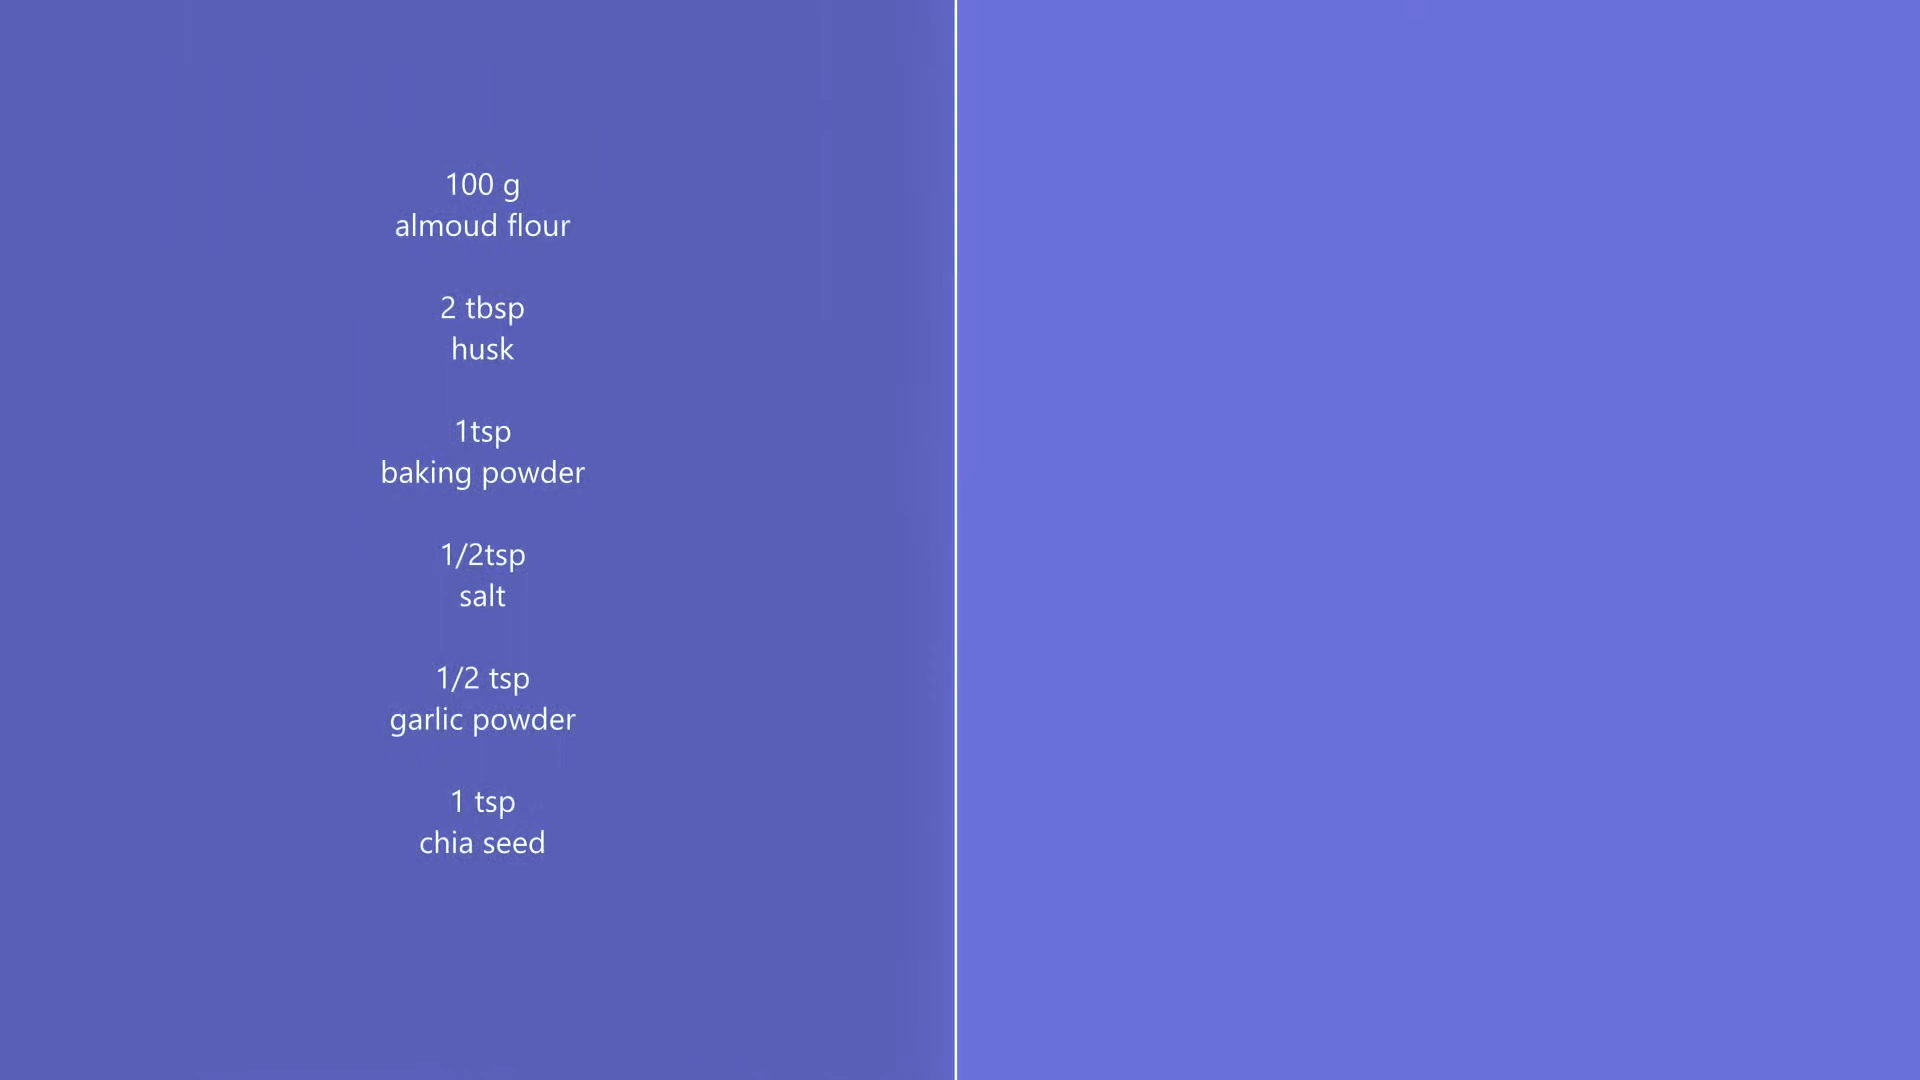 100 g
almoud flour
2 tbsp
husk
1tsp
baking powder
1/2tsp
salt
1/2 tsp
garlic powder
1 tsp
chia seed